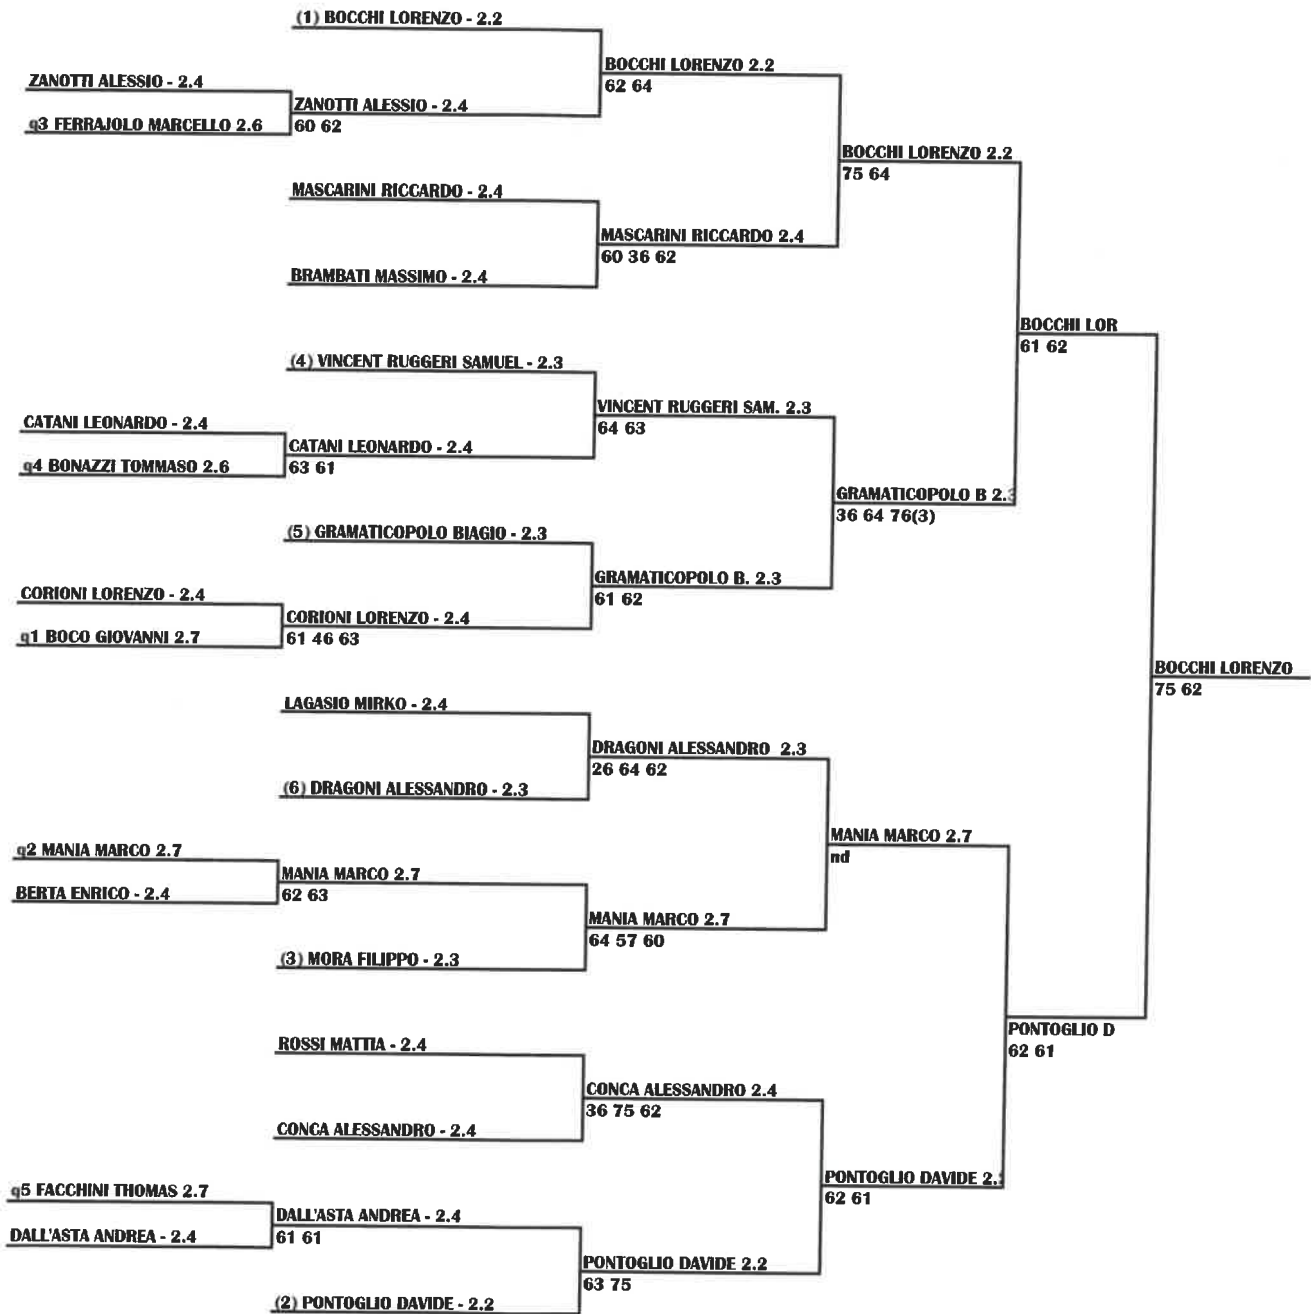 (1) BOCCHI LORENZO - 2.2
BOCCHI LORENZO 2.2
62 64
ZANOTTI ALESSIO - 2.4
ZANOTTI ALESSIO - 2.4
60 62
q3 FERRAJOLO MARCELLO 2.6
BOCCHI LORENZO 2.2
75 64
MASCARINI RICCARDO - 2.4
MASCARINI RICCARDO 2.4
60 36 62
BRAMBATI MASSIMO - 2.4
BOCCHI LOR
61 62
(4) VINCENT RUGGERI SAMUEL - 2.3
VINCENT RUGGERI SAM. 2.3
64 63
CATANI LEONARDO - 2.4
CATANI LEONARDO - 2.4
63 61
q4 BONAZZI TOMMASO 2.6
GRAMATICOPOLO B 2.3
36 64 76(3)
(5) GRAMATICOPOLO BIAGIO - 2.3
GRAMATICOPOLO B. 2.3
61 62
CORIONI LORENZO - 2.4
CORIONI LORENZO - 2.4
61 46 63
q1 BOCO GIOVANNI 2.7
BOCCHI LORENZO
75 62
LAGASIO MIRKO - 2.4
DRAGONI ALESSANDRO 2.3
26 64 62
(6) DRAGONI ALESSANDRO - 2.3
MANIA MARCO 2.7
nd
q2 MANIA MARCO 2.7
MANIA MARCO 2.7
62 63
BERTA ENRICO - 2.4
MANIA MARCO 2.7
64 57 60
(3) MORA FILIPPO - 2.3
PONTOGLIO D
62 61
ROSSI MATTIA - 2.4
CONCA ALESSANDRO 2.4
36 75 62
CONCA ALESSANDRO - 2.4
PONTOGLIO DAVIDE 2.
62 61
q5 FACCHINI THOMAS 2.7
DALL'ASTA ANDREA - 2.4
61 61
DALL'ASTA ANDREA - 2.4
PONTOGLIO DAVIDE 2.2
63 75
(2) PONTOGLIO DAVIDE - 2.2